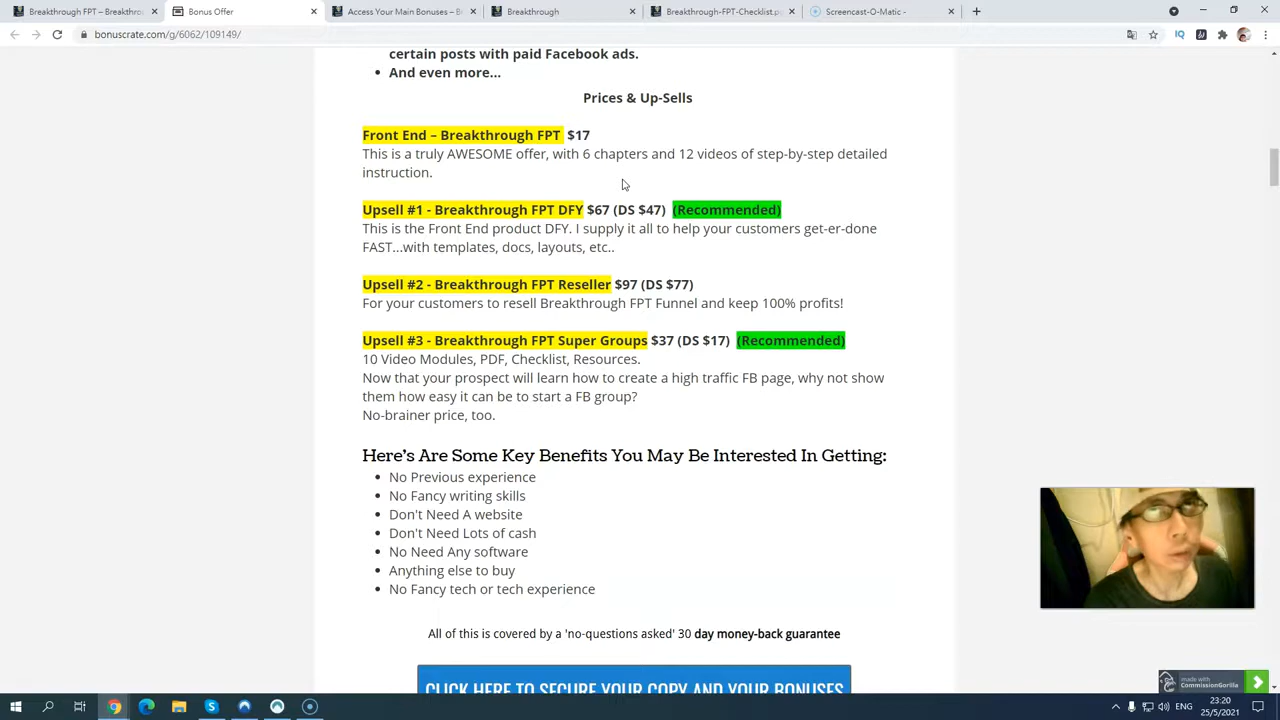 Breakthrough FPT – Breakthro
Bonus Offer
Access Your Main Bonuses – B
Breakthrough
Breakthrough-FPT-Checklist.p
Screencast-O-Matic -
bonuscrate.com/g/6062/109149/
certain posts with paid Facebook ads.
And even more...
Prices & Up-Sells
Front End – Breakthrough FPT $17
This is a truly AWESOME offer, with 6 chapters and 12 videos of step-by-step detailed
instruction.
Upsell #1 - Breakthrough FPT DFY $67 (DS $47) (Recommended)
This is the Front End product DFY. I supply it all to help your customers get-er-done
FAST...with templates, docs, layouts, etc..
Upsell #2 - Breakthrough FPT Reseller $97 (DS $77)
For your customers to resell Breakthrough FPT Funnel and keep 100% profits!
Upsell #3 - Breakthrough FPT Super Groups $37 (DS $17) (Recommended)
10 Video Modules, PDF, Checklist, Resources.
Now that your prospect will learn how to create a high traffic FB page, why not show
them how easy it can be to start a FB group?
No-brainer price, too.
Here's Are Some Key Benefits You May Be Interested In Getting:
No Previous experience
No Fancy writing skills
Don't Need A website
Don't Need Lots of cash
No Need Any software
Anything else to buy
No Fancy tech or tech experience
All of this is covered by a 'no-questions asked' 30 day money-back guarantee
CLICK HERE TO SECURE YOUR COPY AND YOUR BONUSES
made with
COMMISSIONGorilla
ENG
23:20
25/5/2021